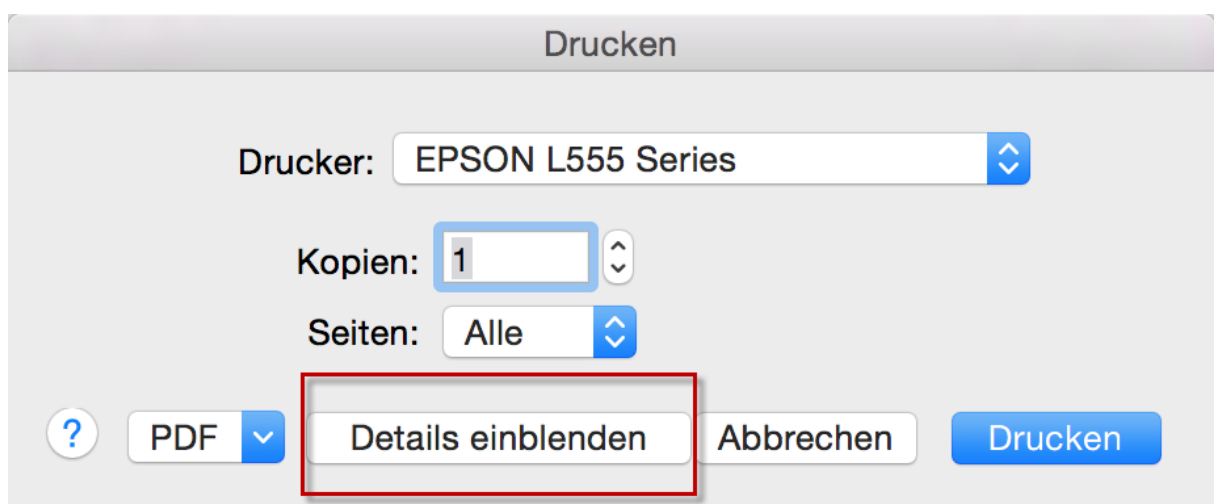 Drucken
Drucker: EPSON L555 Series
Kopien: 1
Seiten: Alle
? PDF Details einblenden Abbrechen Drucken